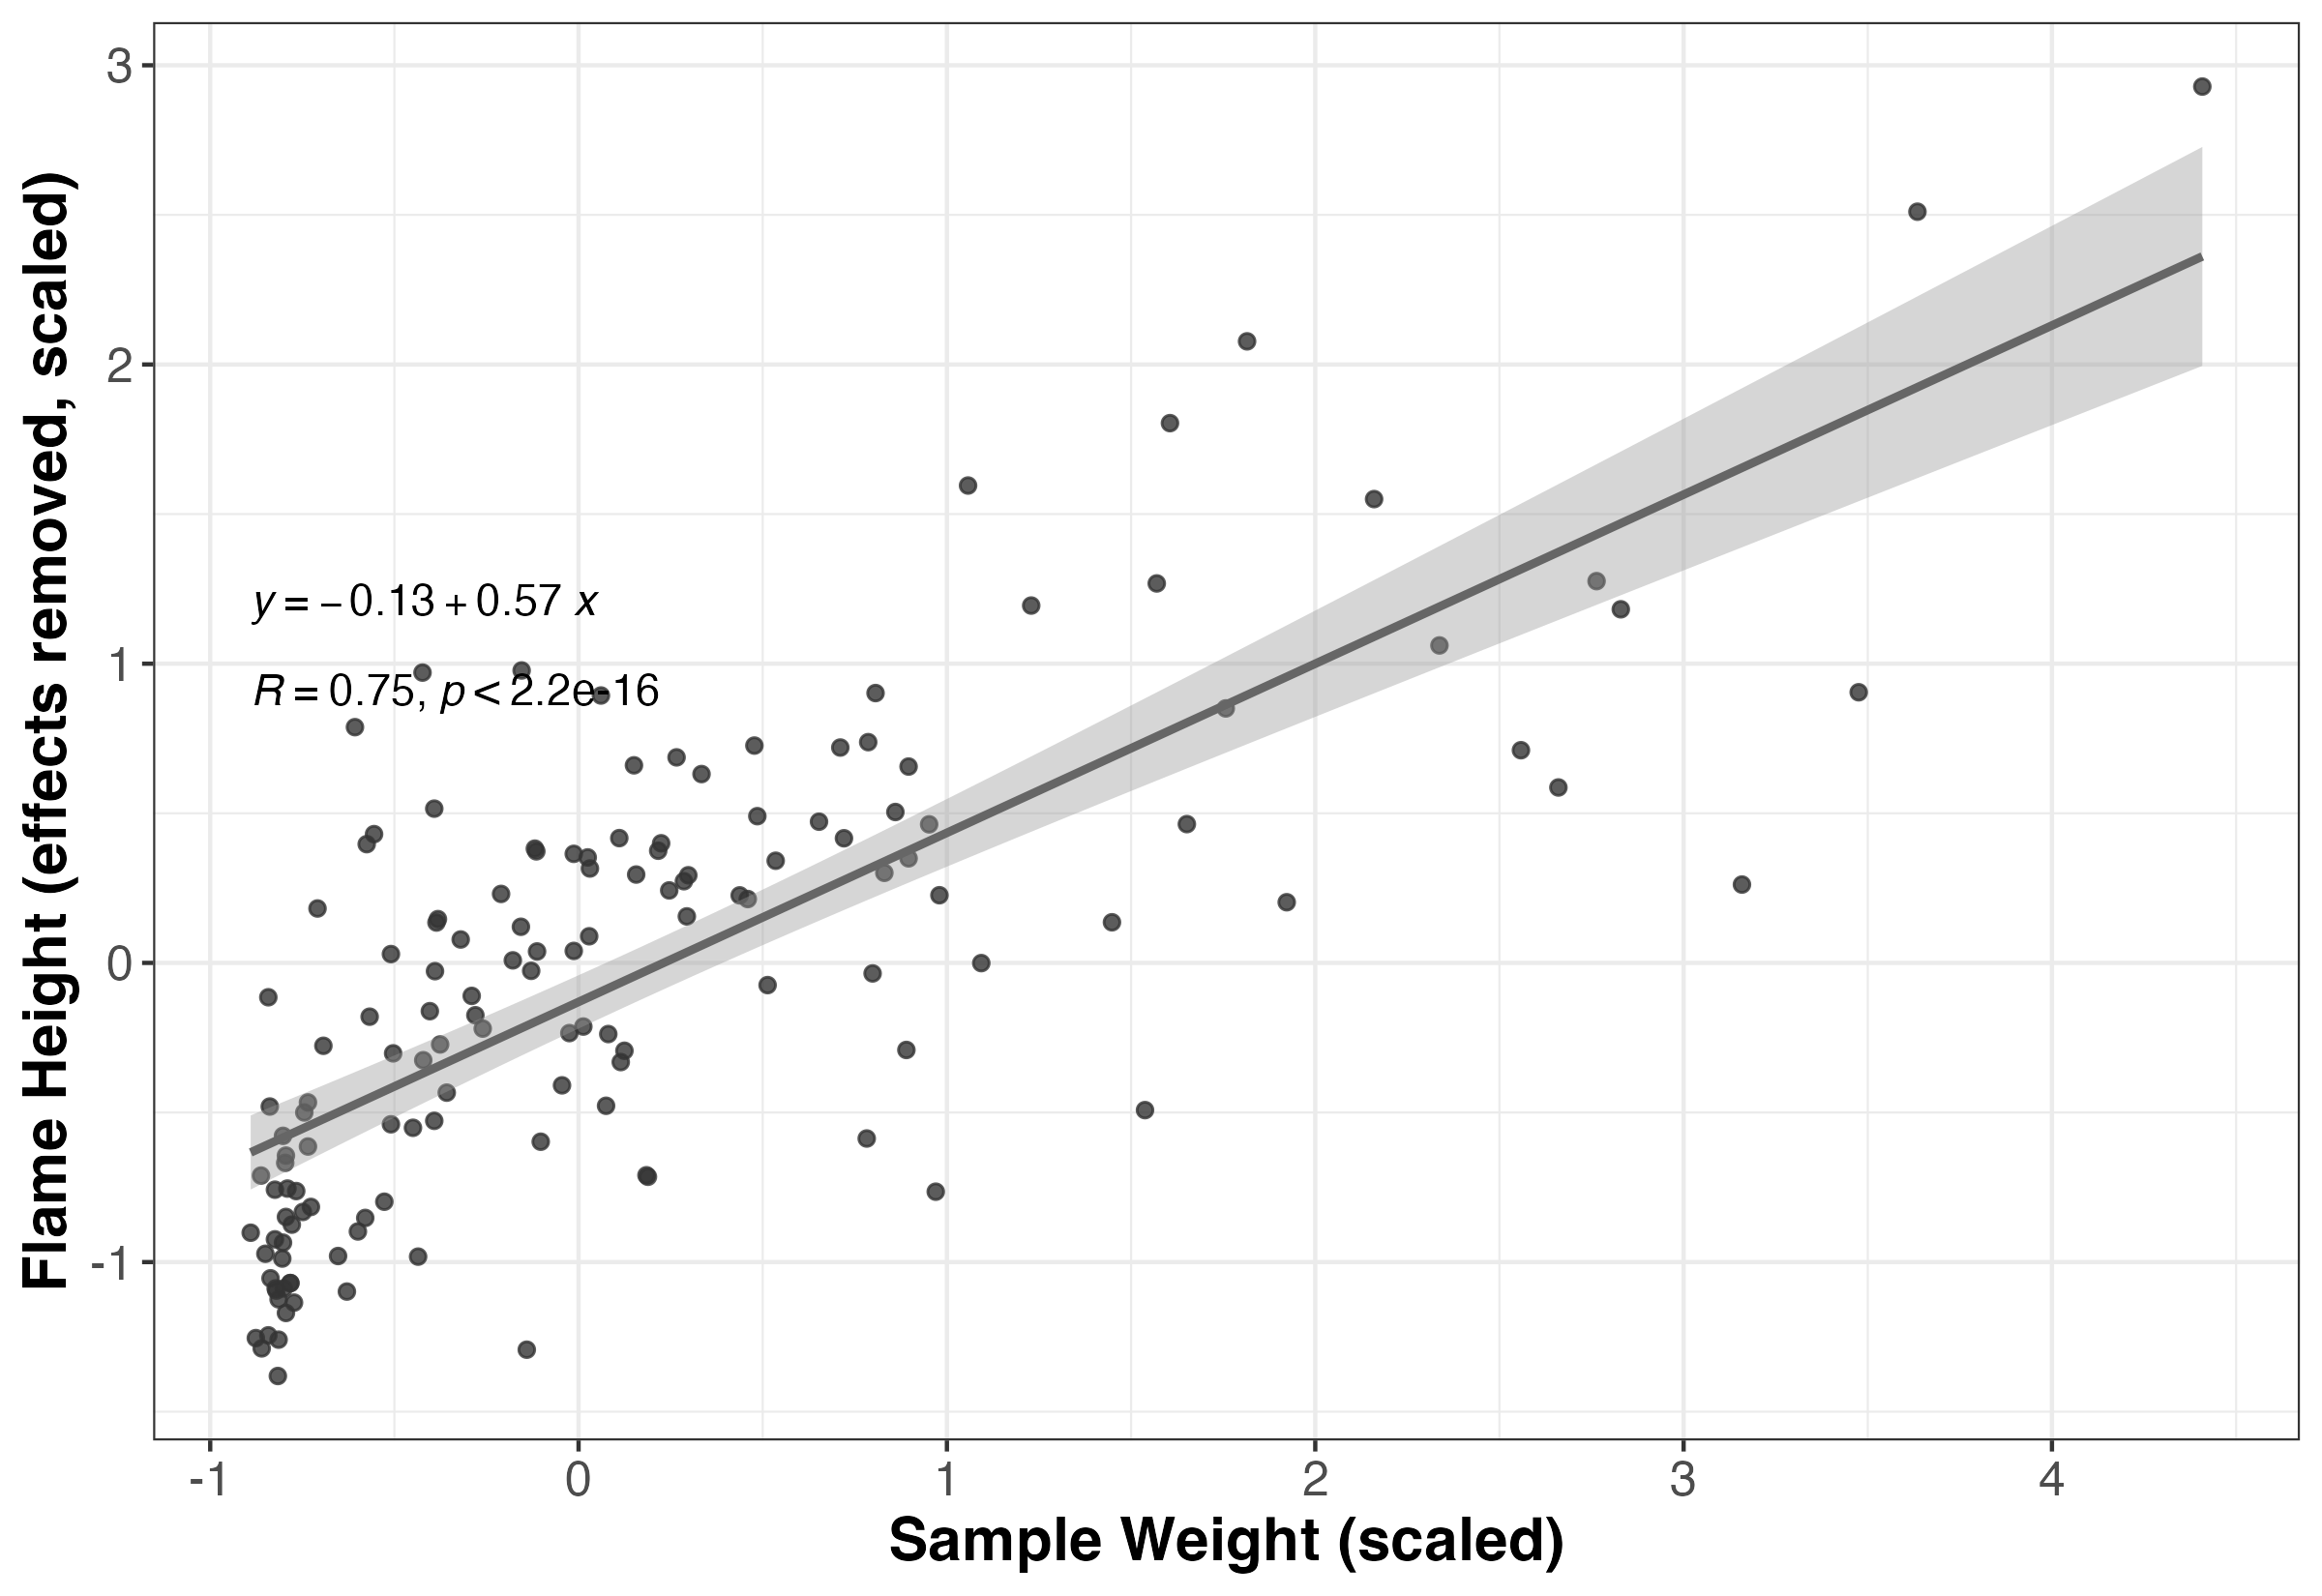 Flame Height (effects removed, scaled)
3
2
1
0
-1
y = − 0.13 + 0.57 x
R = 0.75, p < 2.2e-16
-1 0 1 2 3 4
Sample Weight (scaled)